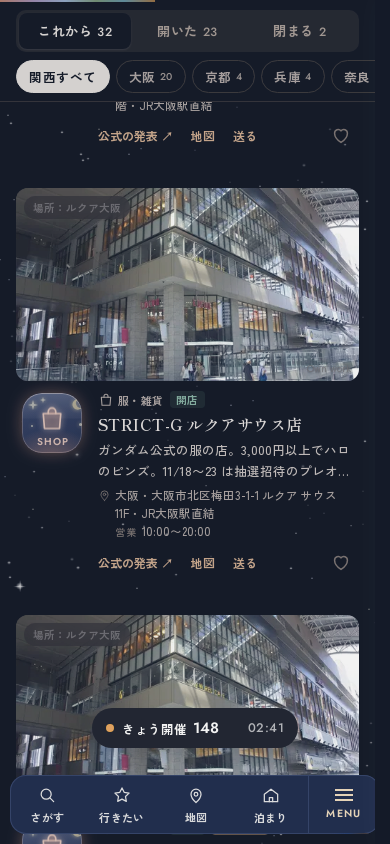 これから 32 開いた 23 閉まる 2
関西すべて 大阪 20 京都 4 兵庫 4 奈良
階・JR大阪駅直結
公式の発表 ↗ 地図 送る
場所：ルクア大阪
服・雑貨 開店
SHOP
STRICT-G ルクアサウス店
ガンダム公式の服の店。3,000円以上でハロ
のピンズ。11/18〜23 は抽選招待のプレオ…
大阪・大阪市北区梅田3-1-1 ルクア サウス
11F・JR大阪駅直結
営業 10:00〜20:00
公式の発表 ↗ 地図 送る
場所：ルクア大阪
きょう開催 148 02:41
さがす 行きたい 地図 泊まり MENU